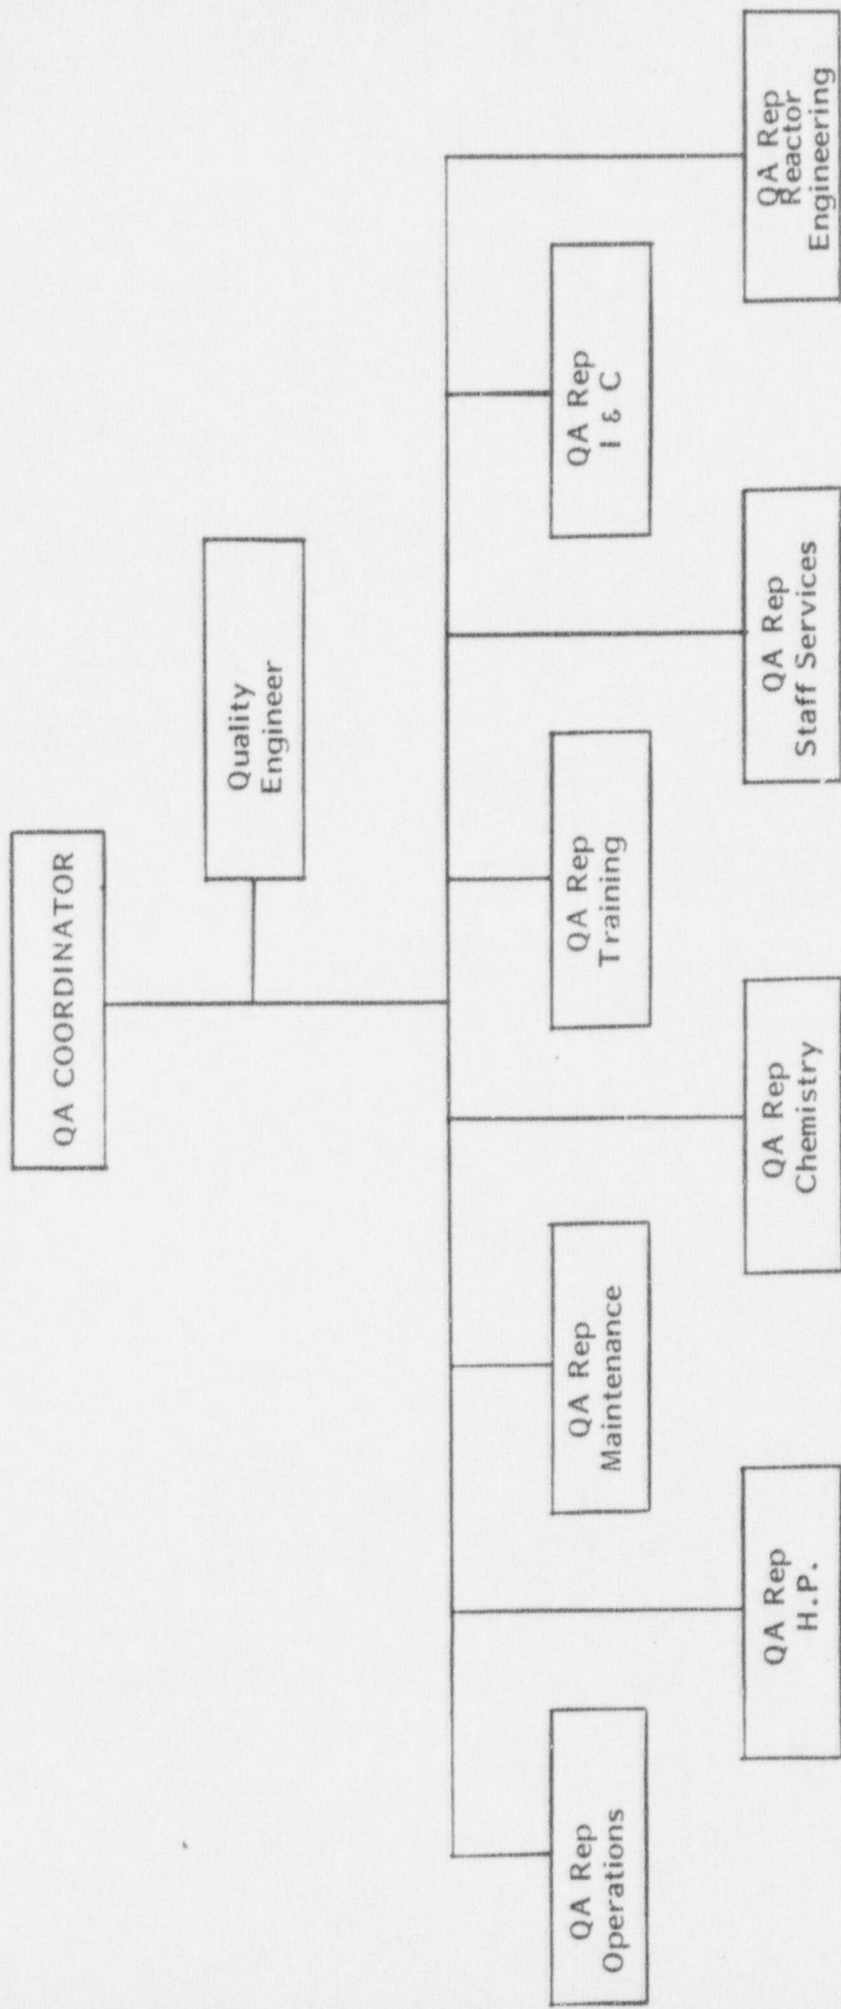 QA COORDINATOR
Quality
Engineer
QA Rep
Operations
QA Rep
Maintenance
QA Rep
Training
QA Rep
I & C
QA Rep
H.P.
QA Rep
Chemistry
QA Rep
Staff Services
QA Rep
Reactor
Engineering